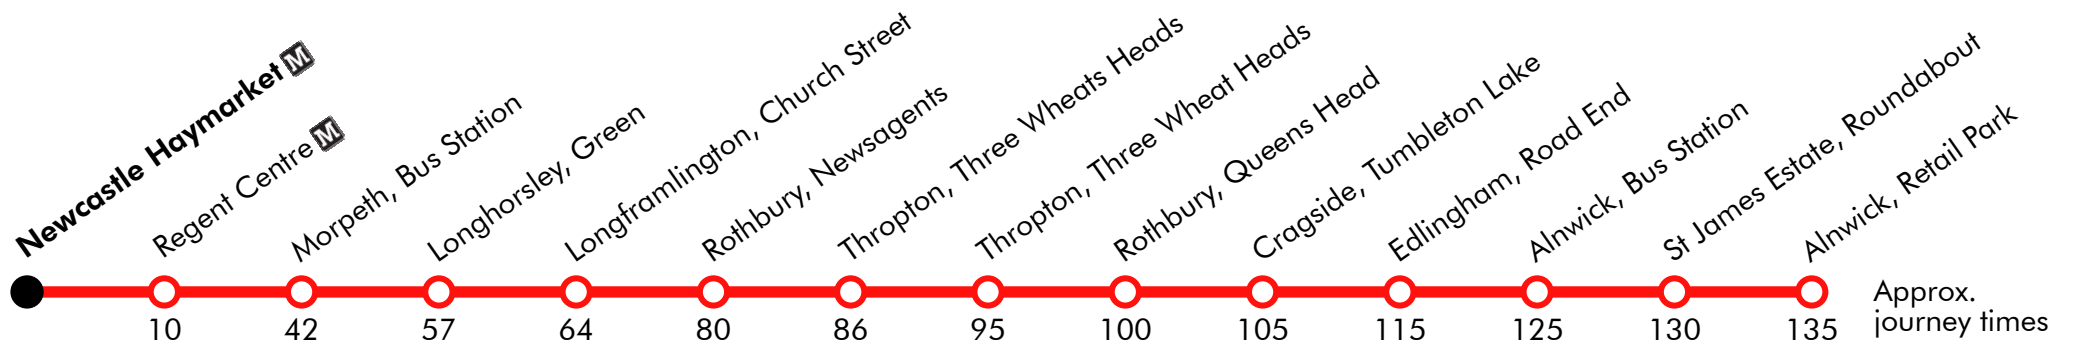 Newcastle Haymarket M
Regent Centre M
Morpeth, Bus Station
Longhorsley, Green
Longframlington, Church Street
Rothbury, Newsagents
Thropton, Three Wheats Heads
Thropton, Three Wheat Heads
Rothbury, Queens Head
Cragside, Tumbleton Lake
Edlingham, Road End
Alnwick, Bus Station
St James Estate, Roundabout
Alnwick, Retail Park
10 42 57 64 80 86 95 100 105 115 125 130 135
Approx.
journey times